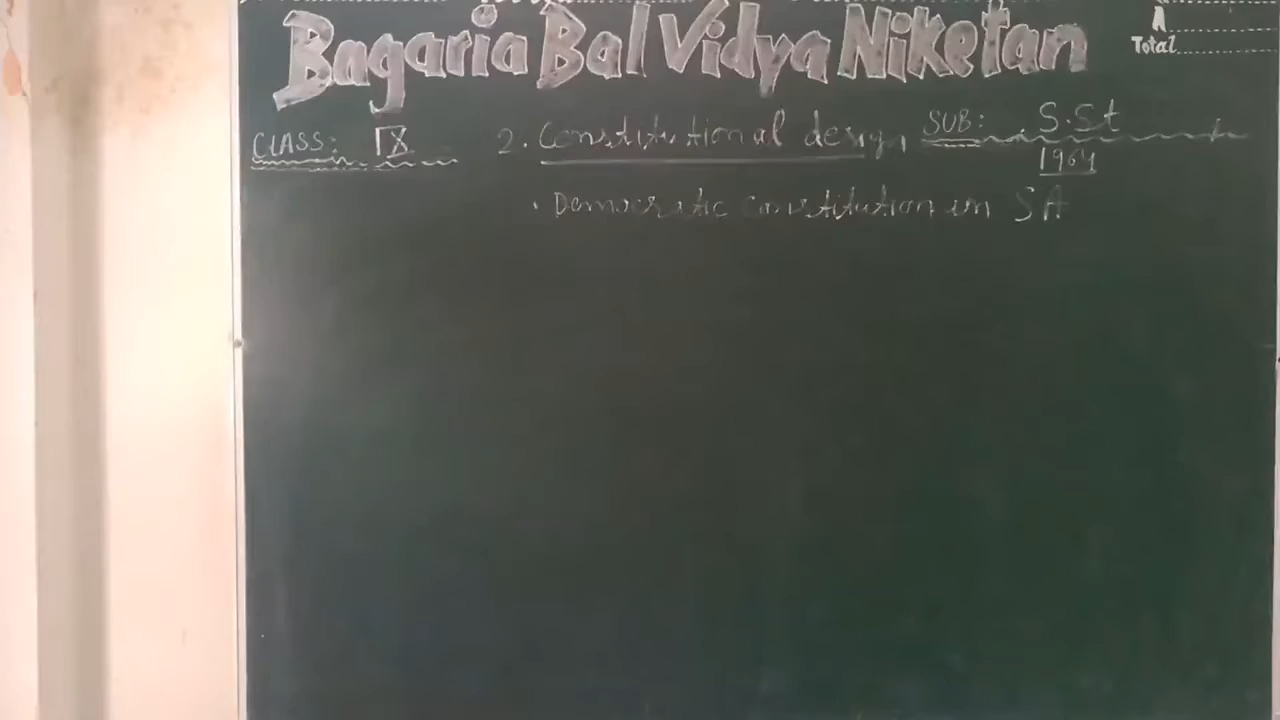 Bagaria Bal Vidya Niketan
A
Total
CLASS: IX
2. Constitutional design
SUB: S.St
1964
· Democratic constitution in SA